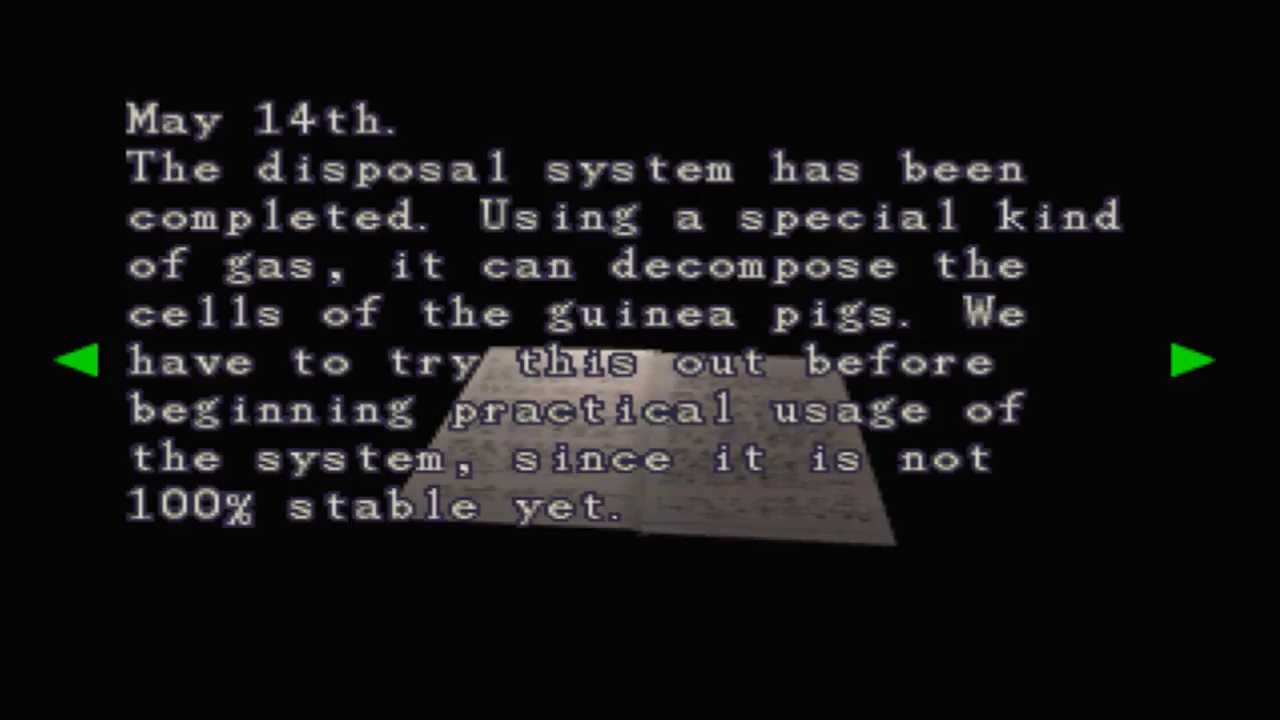 May 14th.
The disposal system has been
completed. Using a special kind
of gas, it can decompose the
cells of the guinea pigs. We
have to try this out before
beginning practical usage of
the system, since it is not
100% stable yet.